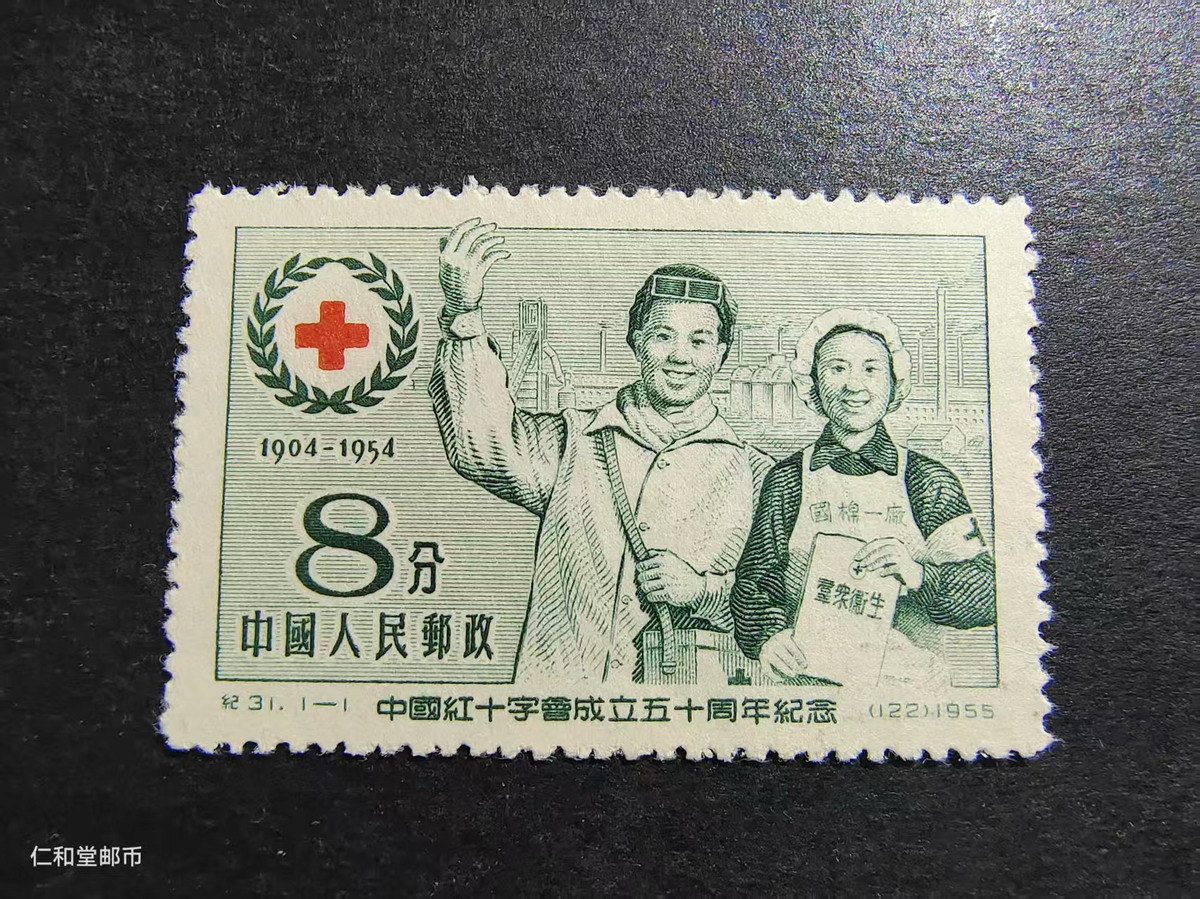 1904-1954
8分
中國人民郵政
國棉一廠
羣眾衛生
紀31.1—1 中國紅十字會成立五十周年紀念 (122)1955
仁和堂邮币